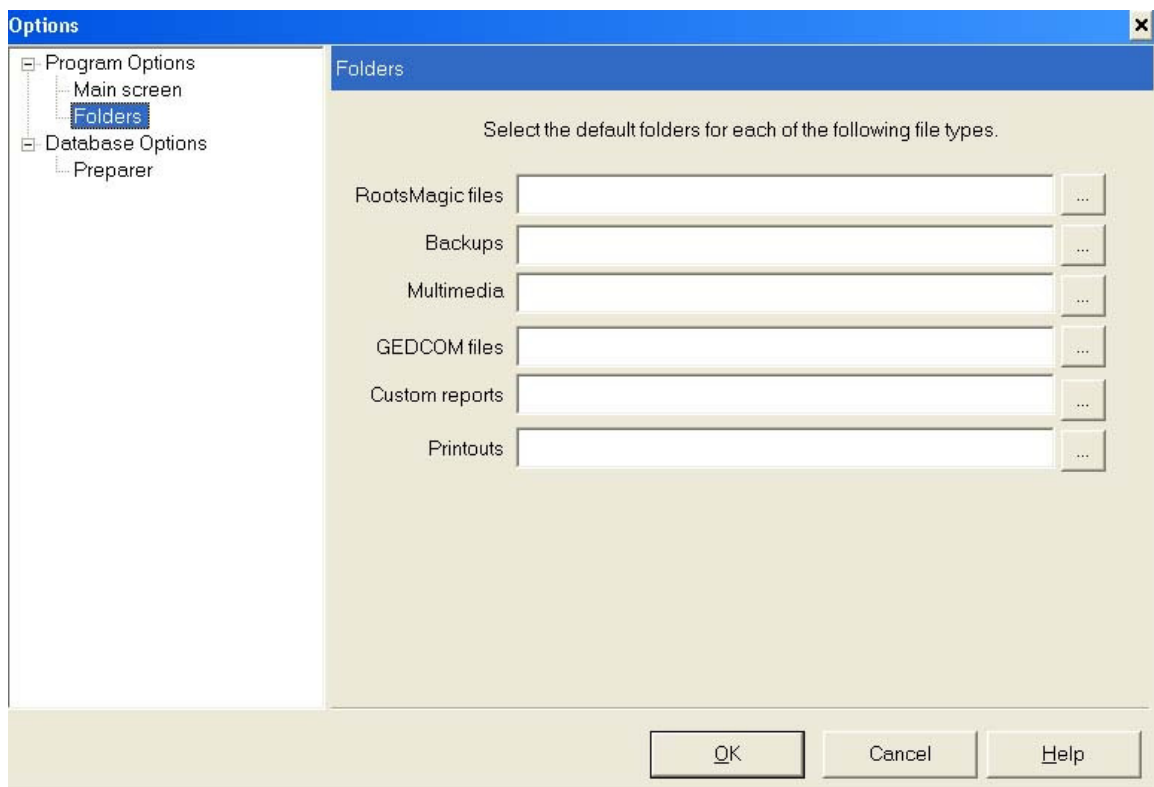 Options
Program Options
Main screen
Folders
Database Options
Preparer
Folders
Select the default folders for each of the following file types.
RootsMagic files ...
Backups ...
Multimedia ...
GEDCOM files ...
Custom reports ...
Printouts ...
OK Cancel Help